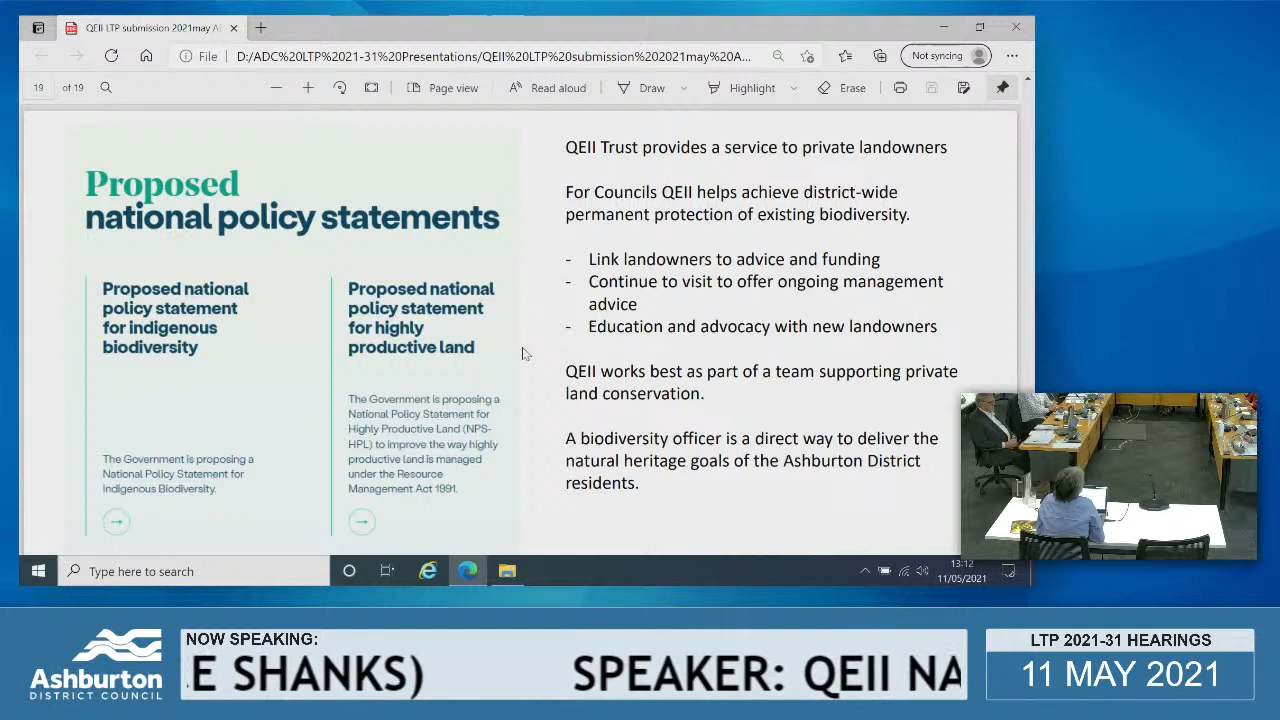 QEII LTP submission 2021may A
File
D:/ADC%20LTP%2021-31%20Presentations/QEII%20LTP%20submission%202021may%20A...
Not syncing
19 of 19
Page view
Read aloud
Draw
Highlight
Erase
Proposed
national policy statements
Proposed national
policy statement
for indigenous
biodiversity
The Government is proposing a
National Policy Statement for
Indigenous Biodiversity.
Proposed national
policy statement
for highly
productive land
The Government is proposing a
National Policy Statement for
Highly Productive Land (NPS-
HPL) to improve the way highly
productive land is managed
under the Resource
Management Act 1991.
QEII Trust provides a service to private landowners
For Councils QEII helps achieve district-wide
permanent protection of existing biodiversity.
- Link landowners to advice and funding
- Continue to visit to offer ongoing management
advice
- Education and advocacy with new landowners
QEII works best as part of a team supporting private
land conservation.
A biodiversity officer is a direct way to deliver the
natural heritage goals of the Ashburton District
residents.
Type here to search
13:12
11/05/2021
Ashburton
DISTRICT COUNCIL
NOW SPEAKING:
E SHANKS) SPEAKER: QEII NA
LTP 2021-31 HEARINGS
11 MAY 2021